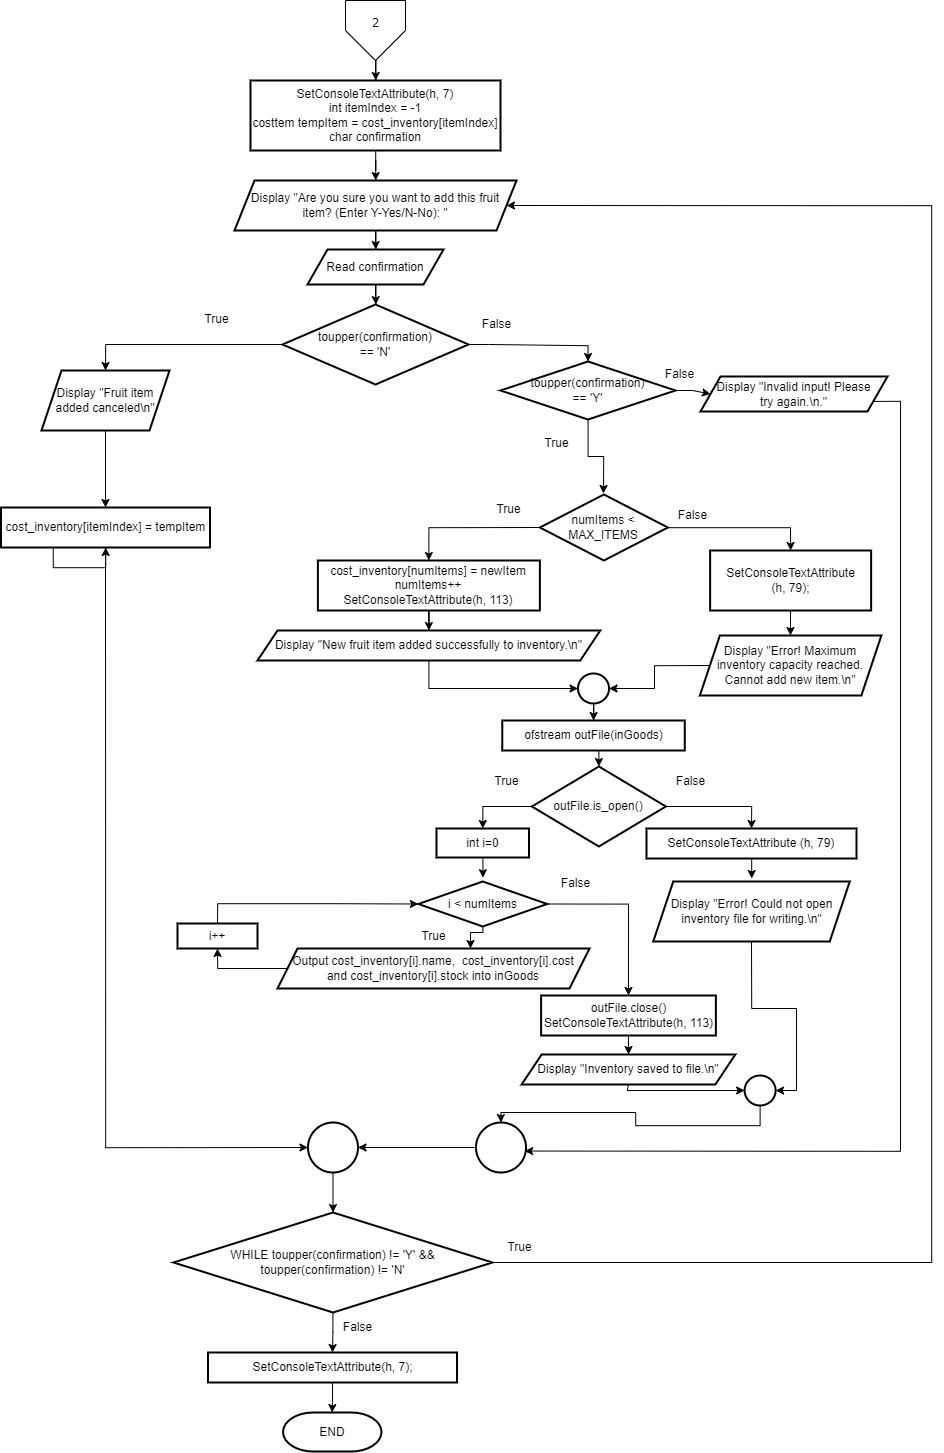 2
SetConsoleTextAttribute(h, 7)
int itemIndex = -1
costtem tempItem = cost_inventory[itemIndex]
char confirmation
Display "Are you sure you want to add this fruit
item? (Enter Y-Yes/N-No): "
Read confirmation
True
toupper(confirmation)
== 'N'
False
Display "Fruit item
added canceled\n"
toupper(confirmation)
== 'Y'
False
Display "Invalid input! Please
try again.\n."
True
cost_inventory[itemIndex] = tempItem
True
numItems <
MAX_ITEMS
False
cost_inventory[numItems] = newItem
numItems++
SetConsoleTextAttribute(h, 113)
SetConsoleTextAttribute
(h, 79);
Display "New fruit item added successfully to inventory.\n"
Display "Error! Maximum
inventory capacity reached.
Cannot add new item.\n"
ofstream outFile(inGoods)
True
outFile.is_open()
False
int i=0
SetConsoleTextAttribute (h, 79)
i < numItems
False
Display "Error! Could not open
inventory file for writing.\n"
i++
True
Output cost_inventory[i].name,  cost_inventory[i].cost
and cost_inventory[i].stock into inGoods
outFile.close()
SetConsoleTextAttribute(h, 113)
Display "Inventory saved to file.\n"
WHILE toupper(confirmation) != 'Y' &&
toupper(confirmation) != 'N'
True
False
SetConsoleTextAttribute(h, 7);
END